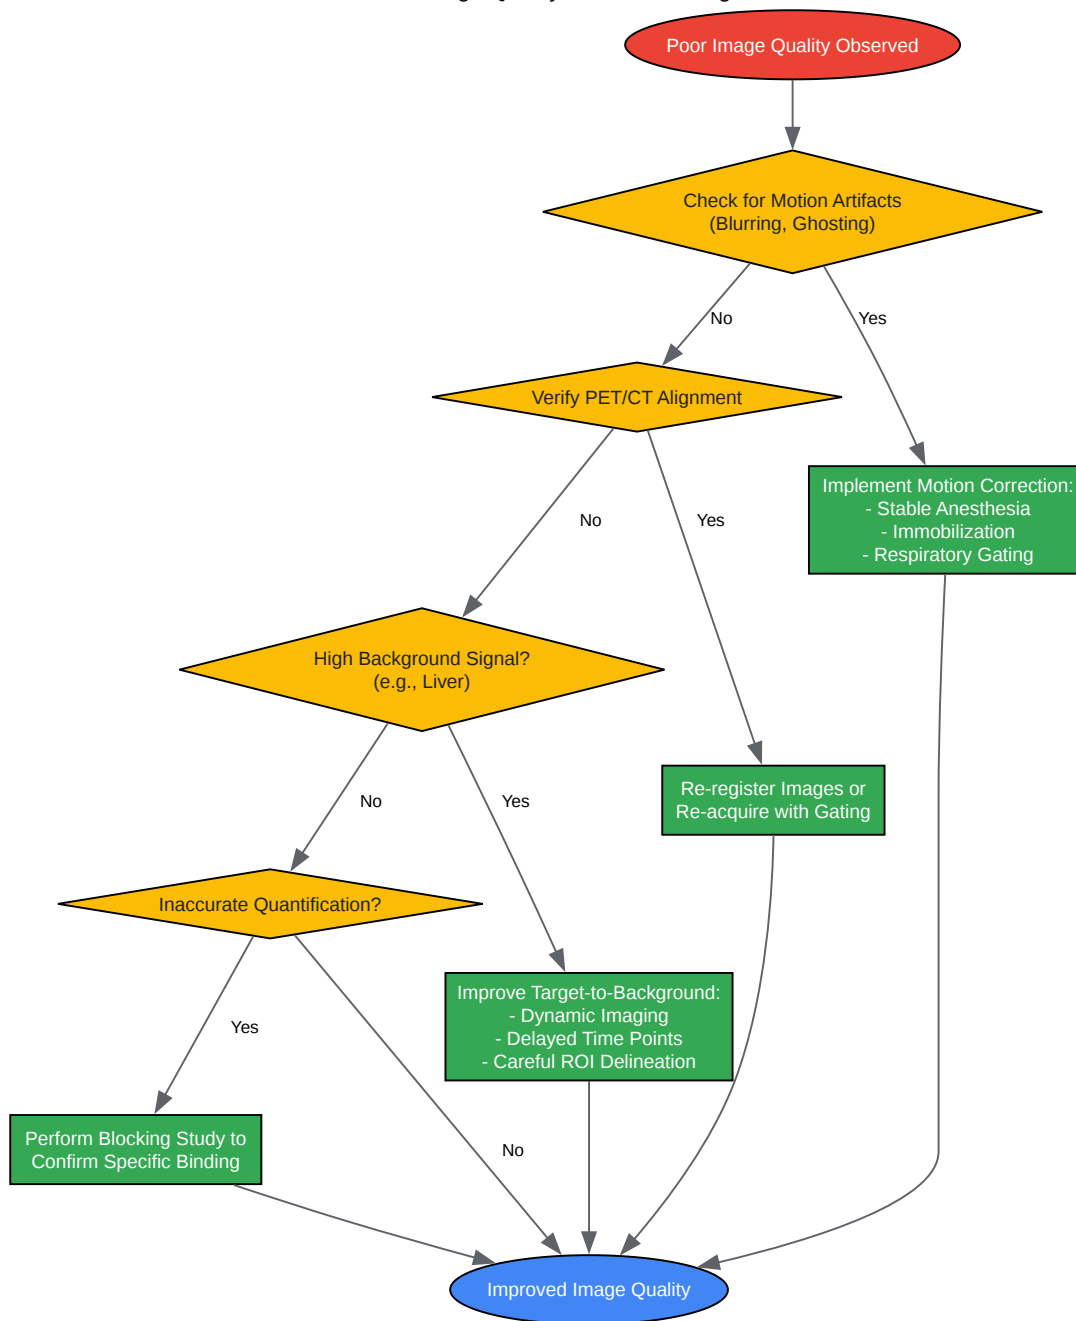 Poor Image Quality Observed
Check for Motion Artifacts
(Blurring, Ghosting)
No
Yes
Verify PET/CT Alignment
Implement Motion Correction:
- Stable Anesthesia
- Immobilization
- Respiratory Gating
No
Yes
High Background Signal?
(e.g., Liver)
Re-register Images or
Re-acquire with Gating
No
Yes
Inaccurate Quantification?
Improve Target-to-Background:
- Dynamic Imaging
- Delayed Time Points
- Careful ROI Delineation
Yes
No
Perform Blocking Study to
Confirm Specific Binding
Improved Image Quality